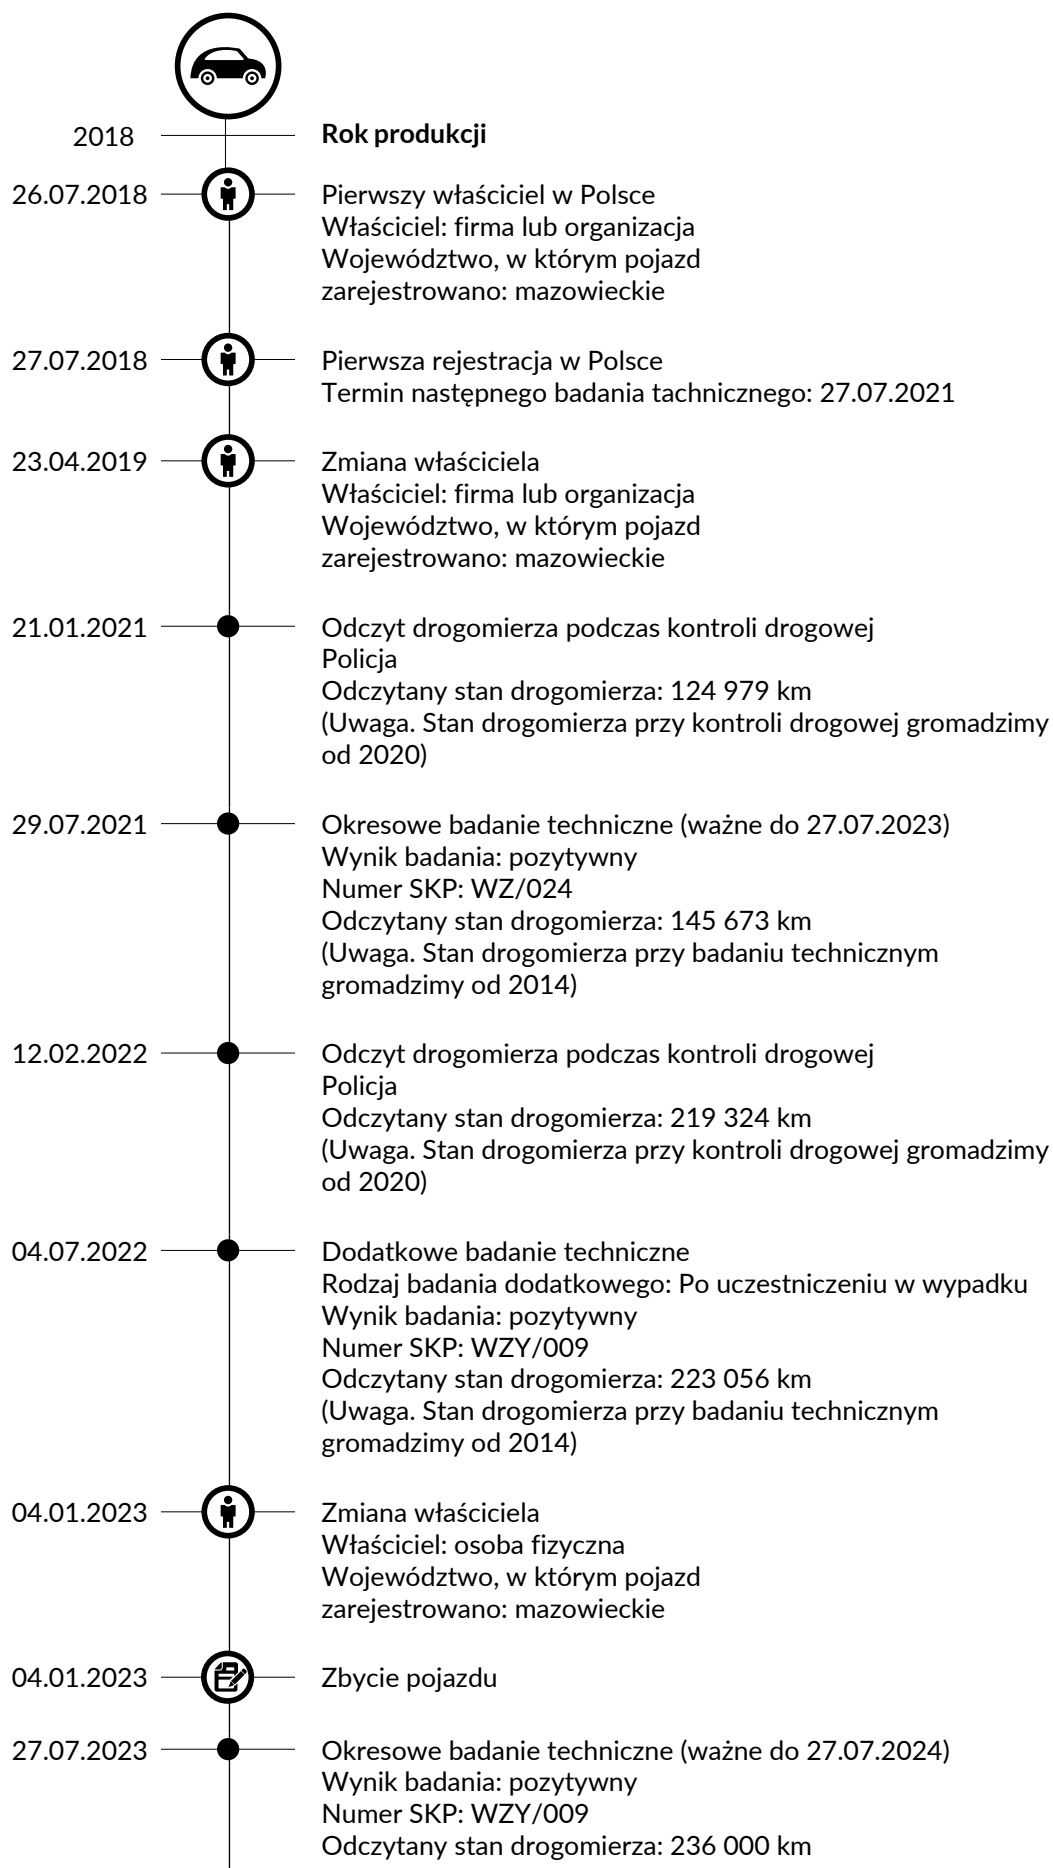 2018 Rok produkcji
26.07.2018 Pierwszy właściciel w Polsce
Właściciel: firma lub organizacja
Województwo, w którym pojazd
zarejestrowano: mazowieckie
27.07.2018 Pierwsza rejestracja w Polsce
Termin następnego badania tachnicznego: 27.07.2021
23.04.2019 Zmiana właściciela
Właściciel: firma lub organizacja
Województwo, w którym pojazd
zarejestrowano: mazowieckie
21.01.2021 Odczyt drogomierza podczas kontroli drogowej
Policja
Odczytany stan drogomierza: 124 979 km
(Uwaga. Stan drogomierza przy kontroli drogowej gromadzimy
od 2020)
29.07.2021 Okresowe badanie techniczne (ważne do 27.07.2023)
Wynik badania: pozytywny
Numer SKP: WZ/024
Odczytany stan drogomierza: 145 673 km
(Uwaga. Stan drogomierza przy badaniu technicznym
gromadzimy od 2014)
12.02.2022 Odczyt drogomierza podczas kontroli drogowej
Policja
Odczytany stan drogomierza: 219 324 km
(Uwaga. Stan drogomierza przy kontroli drogowej gromadzimy
od 2020)
04.07.2022 Dodatkowe badanie techniczne
Rodzaj badania dodatkowego: Po uczestniczeniu w wypadku
Wynik badania: pozytywny
Numer SKP: WZY/009
Odczytany stan drogomierza: 223 056 km
(Uwaga. Stan drogomierza przy badaniu technicznym
gromadzimy od 2014)
04.01.2023 Zmiana właściciela
Właściciel: osoba fizyczna
Województwo, w którym pojazd
zarejestrowano: mazowieckie
04.01.2023 Zbycie pojazdu
27.07.2023 Okresowe badanie techniczne (ważne do 27.07.2024)
Wynik badania: pozytywny
Numer SKP: WZY/009
Odczytany stan drogomierza: 236 000 km